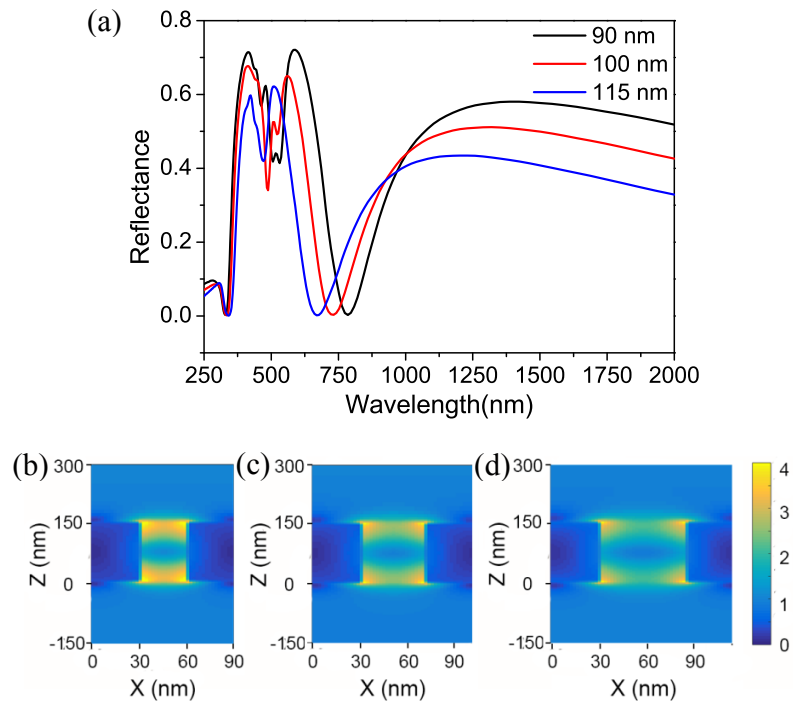 (a)
0.8
0.6
0.4
0.2
0.0
Reflectance
90 nm
100 nm
115 nm
250 500 750 1000 1250 1500 1750 2000
Wavelength(nm)
(b)
300
150
0
-150
Z (nm)
0 30 60 90
X (nm)
(c)
300
150
0
-150
Z (nm)
0 30 60 90
X (nm)
(d)
300
150
0
-150
Z (nm)
0 30 60 90
X (nm)
4
3
2
1
0